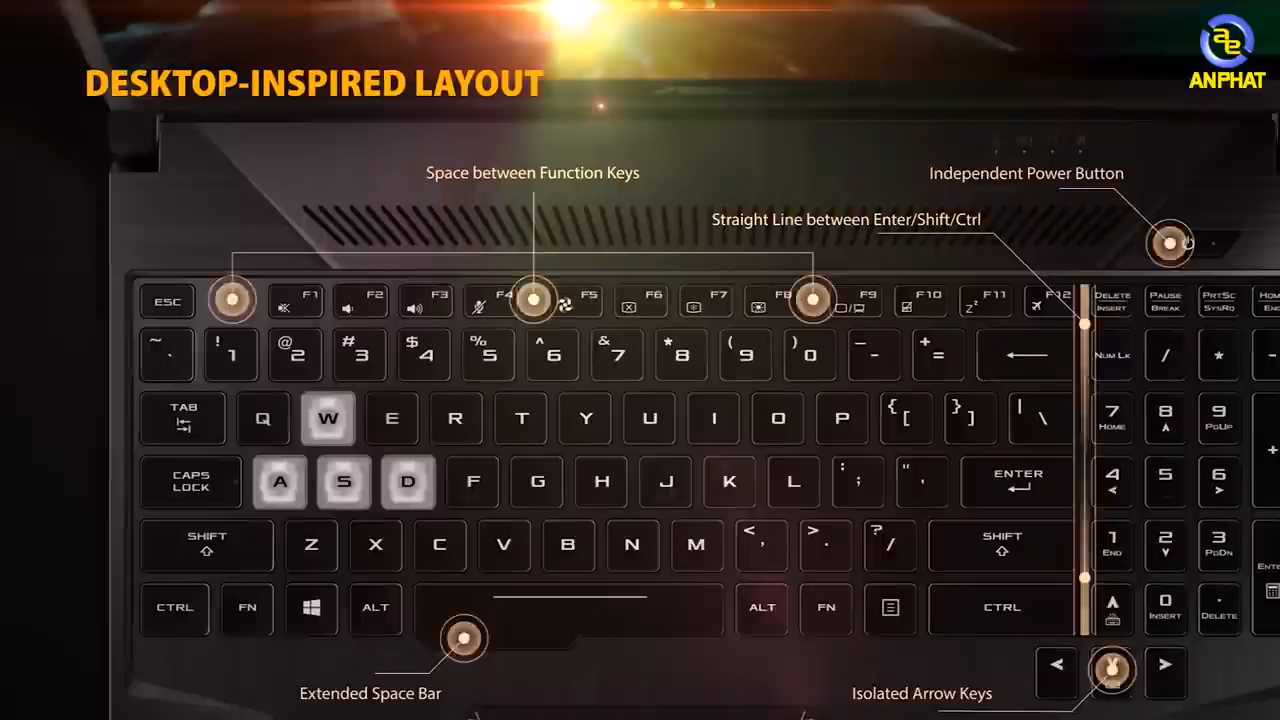 ae
ANPHAT
DESKTOP-INSPIRED LAYOUT
Space between Function Keys
Independent Power Button
Straight Line between Enter/Shift/Ctrl
ESC F1 F2 F3 F4 F5 F6 F7 F8 F9 F10 F11 F12 DELETE INSERT PAUSE BREAK PRTSC SYSRQ
~ ` ! 1 @ 2 # 3 $ 4 % 5 ^ 6 & 7 * 8 ( 9 ) 0 _ - + = ← NUM LK / * -
TAB Q W E R T Y U I O P { [ } ] | \ 7 HOME 8 9 PGUP +
CAPS LOCK A S D F G H J K L : ; " ' ENTER 4 5 6
SHIFT Z X C V B N M < , > . ? / SHIFT 1 END 2 3 PGDN
CTRL FN ALT ALT FN CTRL 0 INSERT . DELETE
Extended Space Bar
Isolated Arrow Keys